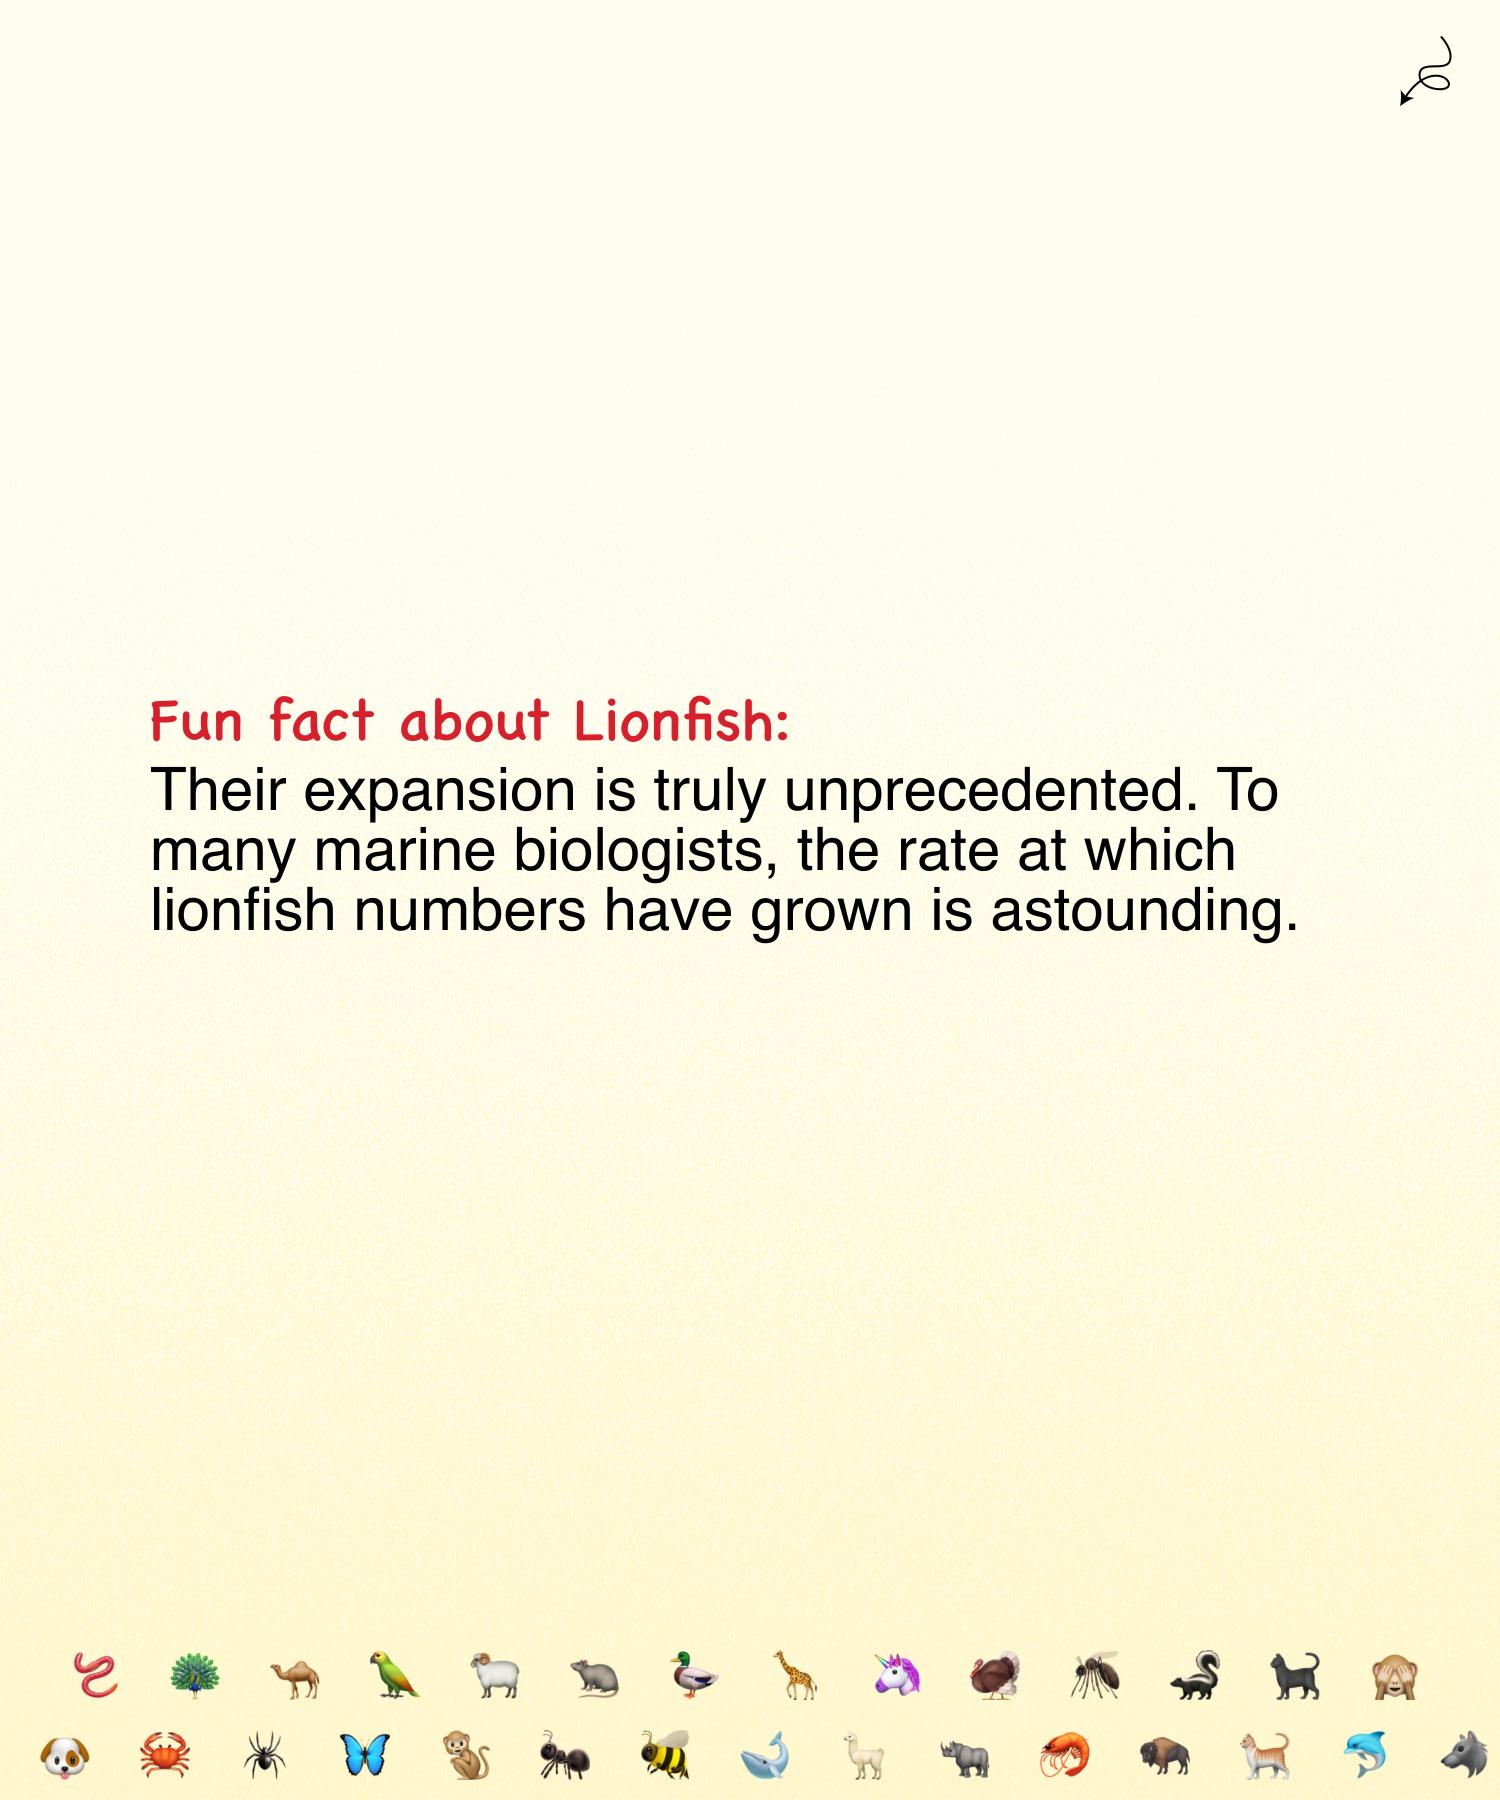 Fun fact about Lionfish:
Their expansion is truly unprecedented. To
many marine biologists, the rate at which
lionfish numbers have grown is astounding.